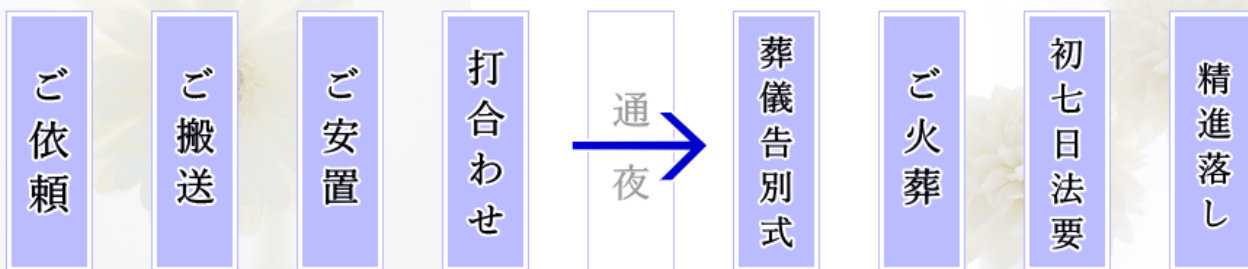 ご依頼
ご搬送
ご安置
打合わせ
通夜
葬儀告別式
ご火葬
初七日法要
精進落し